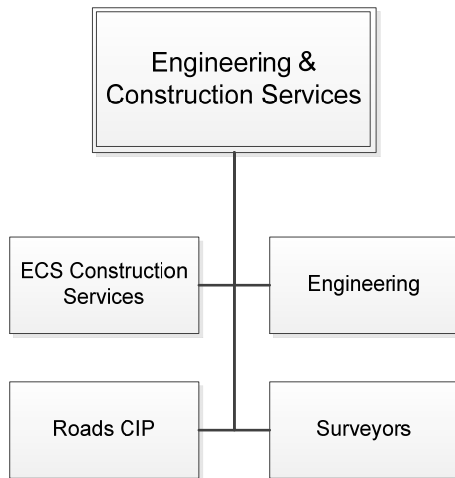 Engineering &
Construction Services
ECS Construction
Services
Engineering
Roads CIP
Surveyors